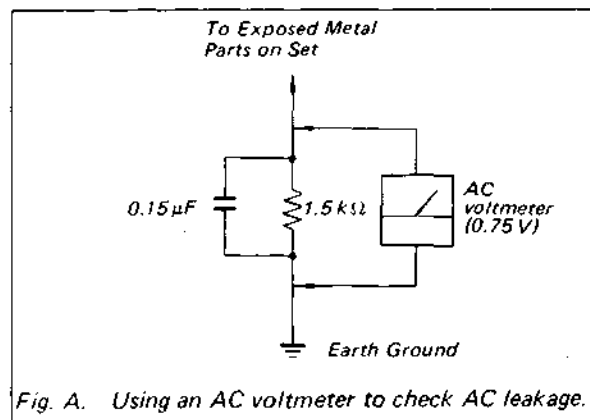 To Exposed Metal
Parts on Set
0.15 µF
1.5 kΩ
AC
voltmeter
(0.75 V)
Earth Ground
Fig. A. Using an AC voltmeter to check AC leakage.